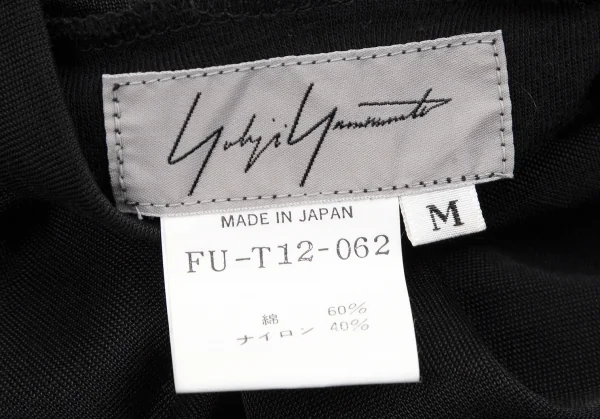 Yohji Yamamoto
M
MADE IN JAPAN
FU-T12-062
綿 60%
ナイロン 40%